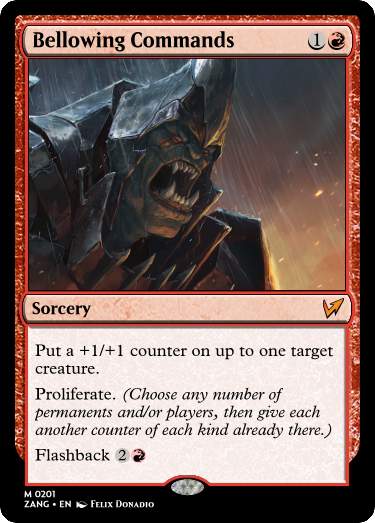 Bellowing Commands 1
Sorcery
Put a +1/+1 counter on up to one target
creature.
Proliferate. (Choose any number of
permanents and/or players, then give each
another counter of each kind already there.)
Flashback 2
M 0201
ZANG • EN Felix Donadio